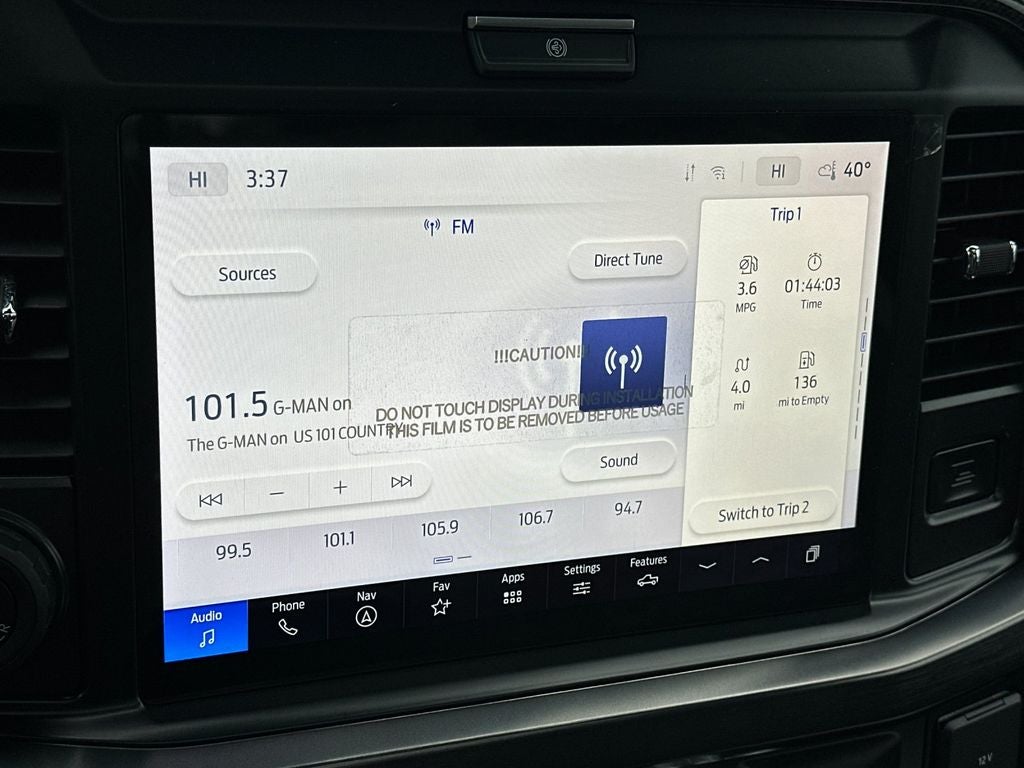 HI 3:37 HI 40°
FM
Trip 1
Sources
Direct Tune
3.6
MPG
01:44:03
Time
!!!CAUTION!!!
DO NOT TOUCH DISPLAY DURING INSTALLATION
THIS FILM IS TO BE REMOVED BEFORE USAGE
101.5 G-MAN on
The G-MAN on US 101 COUNTRY
4.0
mi
136
mi to Empty
Sound
Switch to Trip 2
99.5 101.1 105.9 106.7 94.7
Audio Phone Nav Fav Apps Settings Features
12V